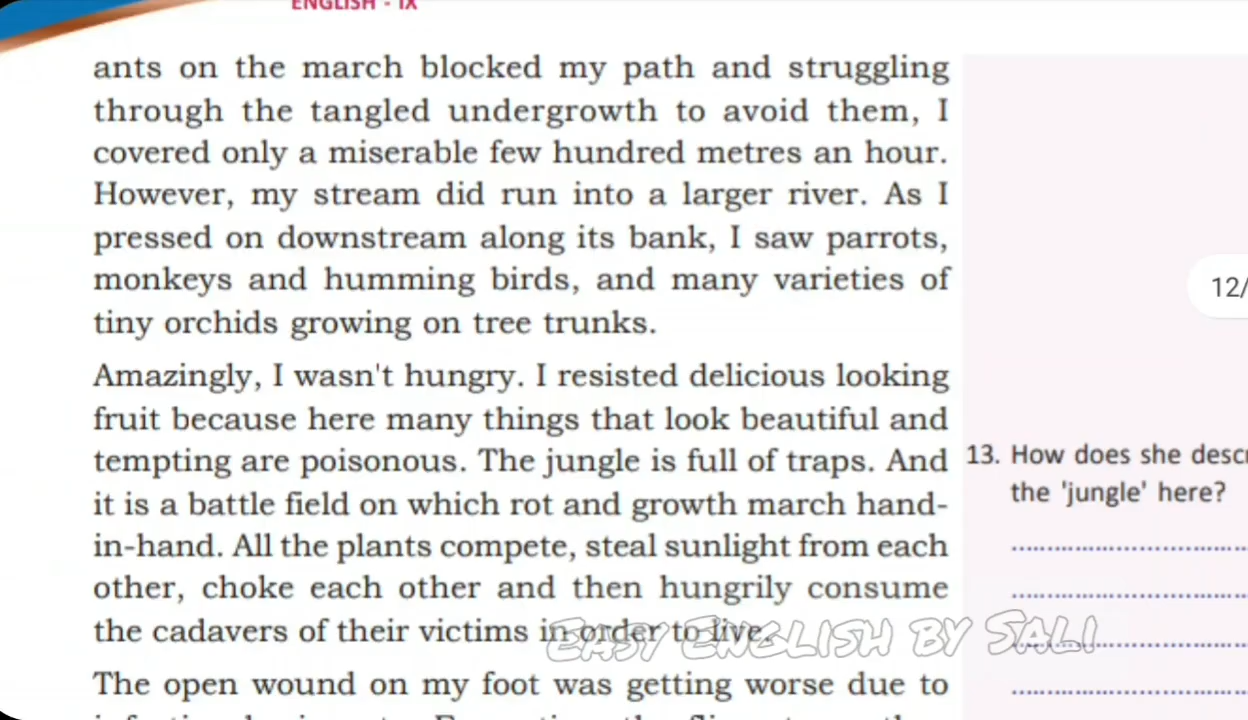 ENGLISH - IX
ants on the march blocked my path and struggling
through the tangled undergrowth to avoid them, I
covered only a miserable few hundred metres an hour.
However, my stream did run into a larger river. As I
pressed on downstream along its bank, I saw parrots,
monkeys and humming birds, and many varieties of
tiny orchids growing on tree trunks.
12/
Amazingly, I wasn't hungry. I resisted delicious looking
fruit because here many things that look beautiful and
tempting are poisonous. The jungle is full of traps. And
it is a battle field on which rot and growth march hand-
in-hand. All the plants compete, steal sunlight from each
other, choke each other and then hungrily consume
the cadavers of their victims in order to live.
The open wound on my foot was getting worse due to
13. How does she
the 'jungle' here?
EASY ENGLISH BY SALI